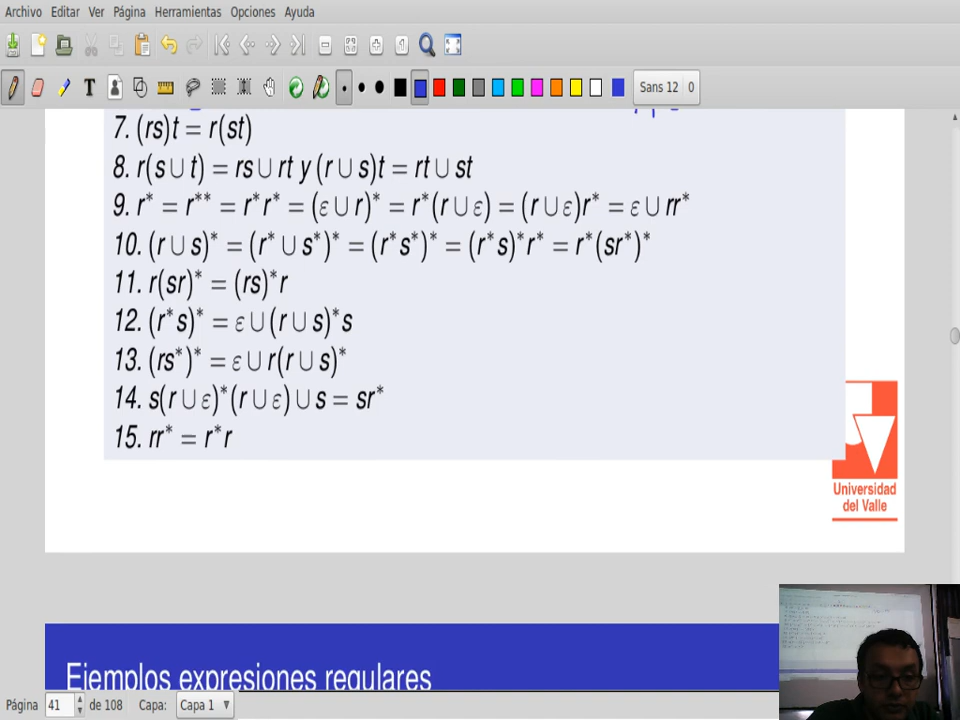 Archivo Editar Ver Página Herramientas Opciones Ayuda
T Sans 12 0
7. (rs)t = r(st)
8. r(s ∪ t) = rs ∪ rt y (r ∪ s)t = rt ∪ st
9. r* = r** = r*r* = (ε ∪ r)* = r*(r ∪ ε) = (r ∪ ε)r* = ε ∪ rr*
10. (r ∪ s)* = (r* ∪ s*)* = (r*s*)* = (r*s)*r* = r*(sr*)*
11. r(sr)* = (rs)*r
12. (r*s)* = ε ∪ (r ∪ s)*s
13. (rs*)* = ε ∪ r(r ∪ s)*
14. s(r ∪ ε)*(r ∪ ε) ∪ s = sr*
15. rr* = r*r
Universidad
del Valle
Ejemplos expresiones regulares
Página 41 de 108 Capa: Capa 1